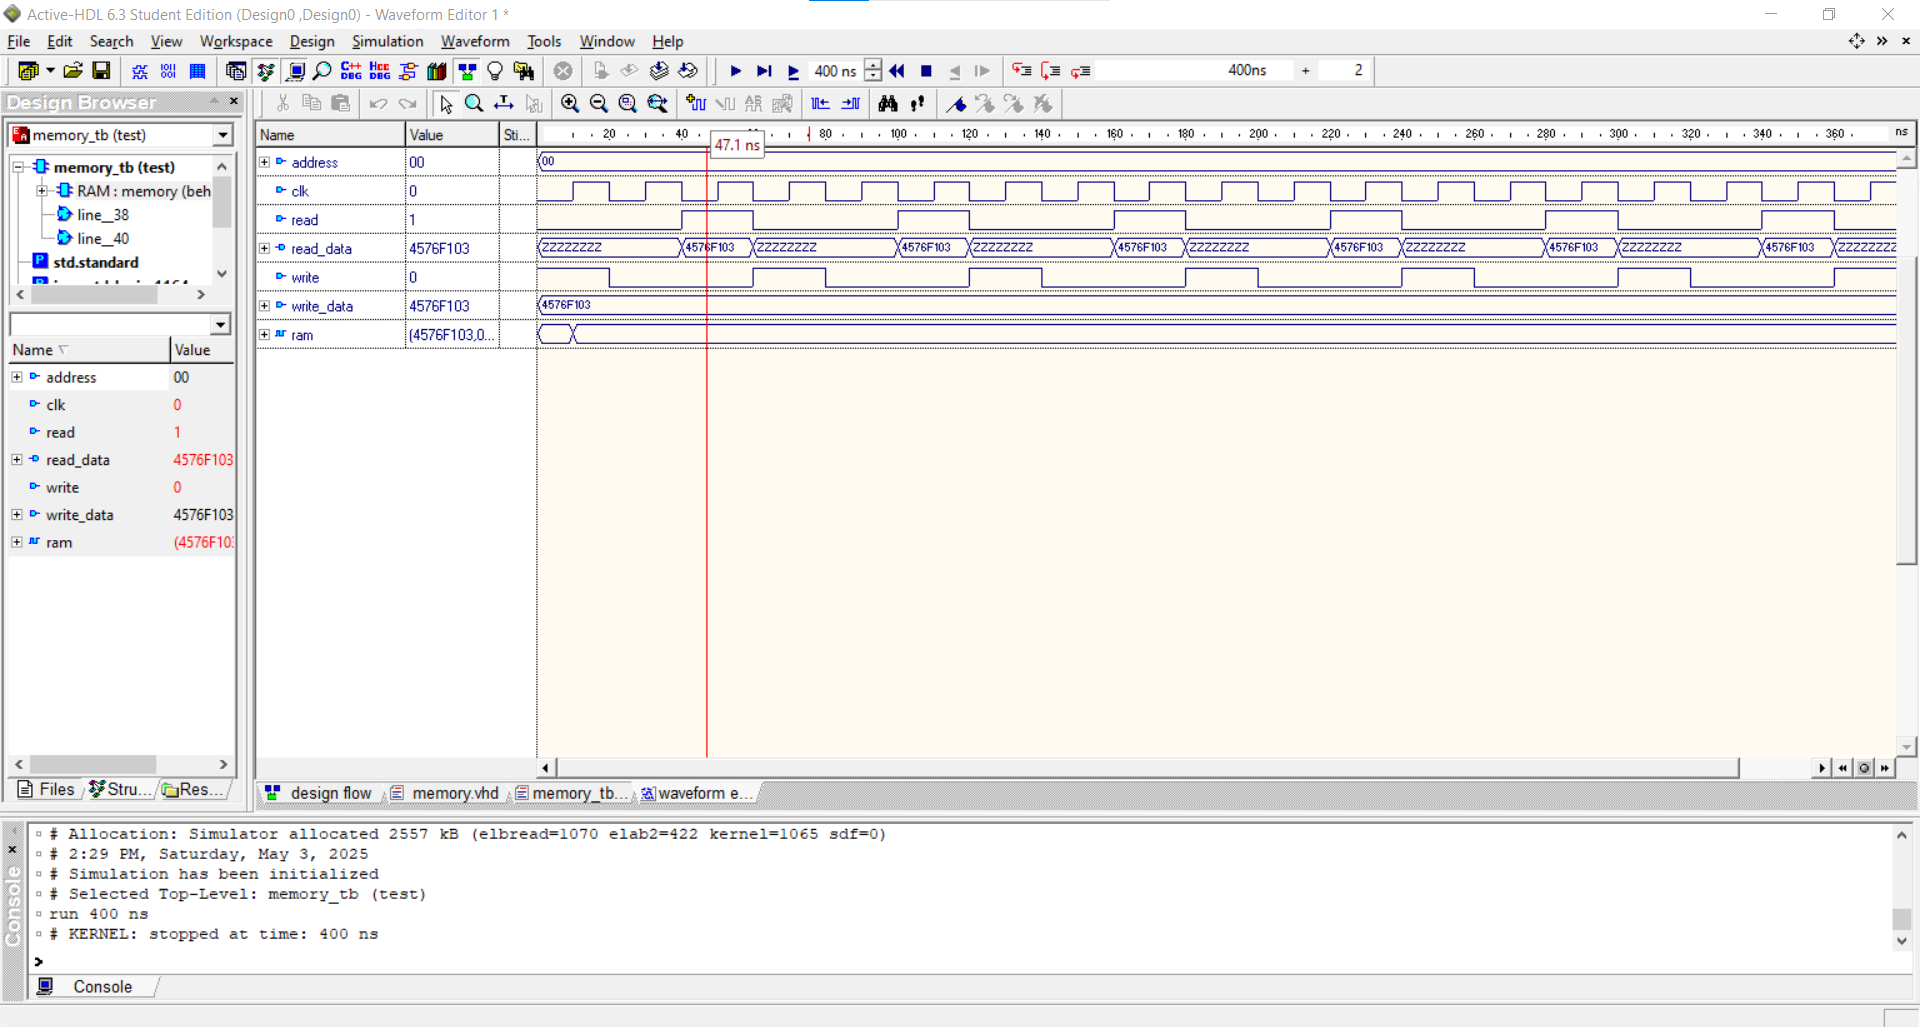 Active-HDL 6.3 Student Edition (Design0 ,Design0) - Waveform Editor 1 *
File Edit Search View Workspace Design Simulation Waveform Tools Window Help
C++ DBG HCC DBG 400 ns 400ns + 2
Design Browser
memory_tb (test)
memory_tb (test)
RAM : memory (beh
line__38
line__40
std.standard
Name Value
address 00
clk 0
read 1
read_data 4576F103
write 0
write_data 4576F103
ram (4576F10
Files Stru... Res...
Name Value Sti... 20 40 80 100 120 140 160 180 200 220 240 260 280 300 320 340 360 ns
47.1 ns
address 00 00
clk 0
read 1
read_data 4576F103 ZZZZZZZZ 4576F103 ZZZZZZZZ 4576F103 ZZZZZZZZ 4576F103 ZZZZZZZZ 4576F103 ZZZZZZZZ 4576F103 ZZZZZZZZ 4576F103 ZZZZZZZZ
write 0
write_data 4576F103 4576F103
ram (4576F103,0...
design flow memory.vhd memory_tb... waveform e...
# Allocation: Simulator allocated 2557 kB (elbread=1070 elab2=422 kernel=1065 sdf=0)
# 2:29 PM, Saturday, May 3, 2025
# Simulation has been initialized
# Selected Top-Level: memory_tb (test)
run 400 ns
# KERNEL: stopped at time: 400 ns
>
Console
Console